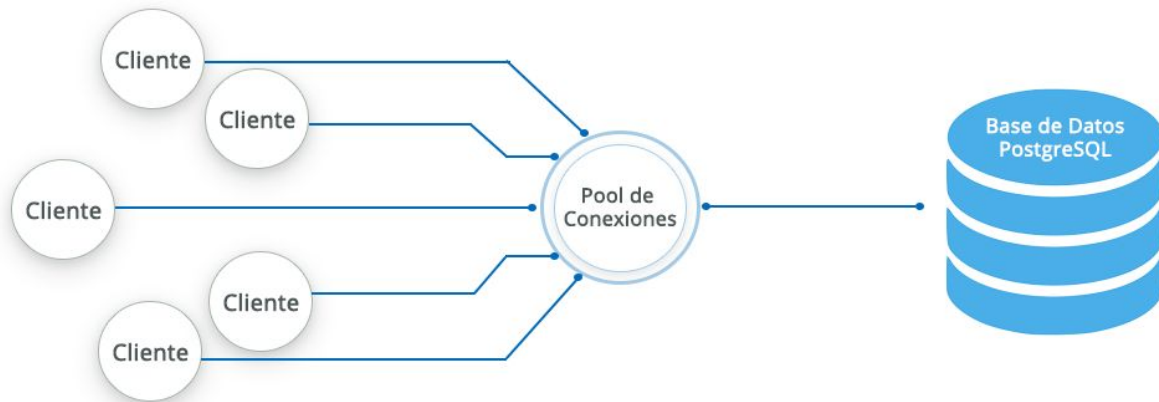 Cliente
Cliente
Cliente
Cliente
Cliente
Pool de
Conexiones
Base de Datos
PostgreSQL